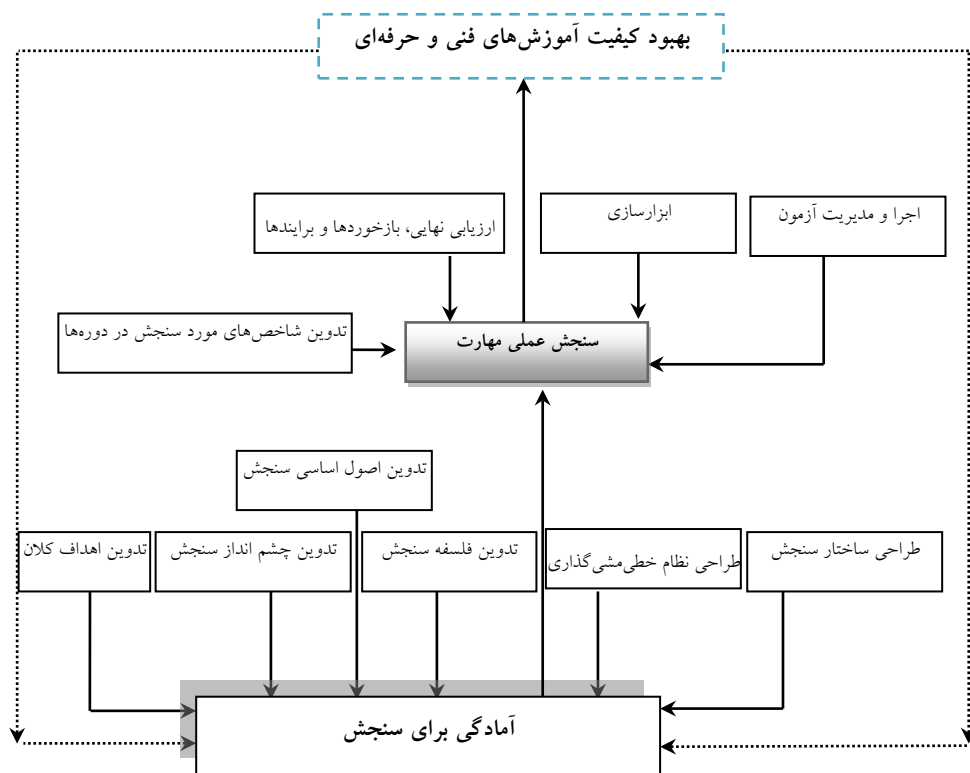 بهبود کیفیت آموزش‌های فنی و حرفه‌ای
اجرا و مدیریت آزمون
ابزارسازی
ارزیابی نهایی، بازخوردها و برایندها
تدوین شاخص‌های مورد سنجش در دوره‌ها
سنجش عملی مهارت
تدوین اصول اساسی سنجش
طراحی ساختار سنجش
طراحی نظام خطی‌مشی‌گذاری
تدوین فلسفه سنجش
تدوین چشم انداز سنجش
تدوین اهداف کلان
آمادگی برای سنجش